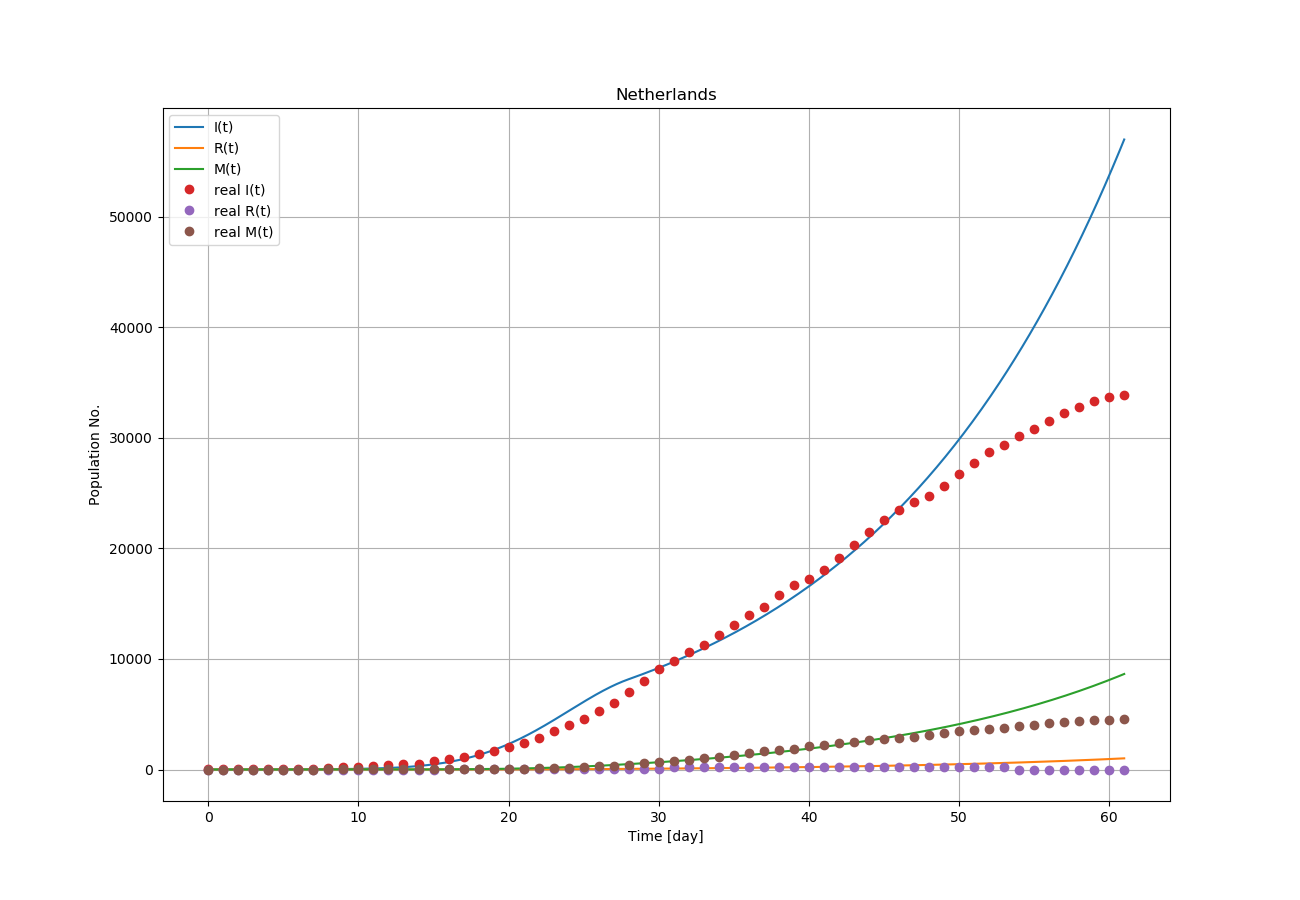 Netherlands
I(t)
R(t)
M(t)
real I(t)
real R(t)
real M(t)
50000
40000
30000
20000
10000
0
Population No.
0 10 20 30 40 50 60
Time [day]